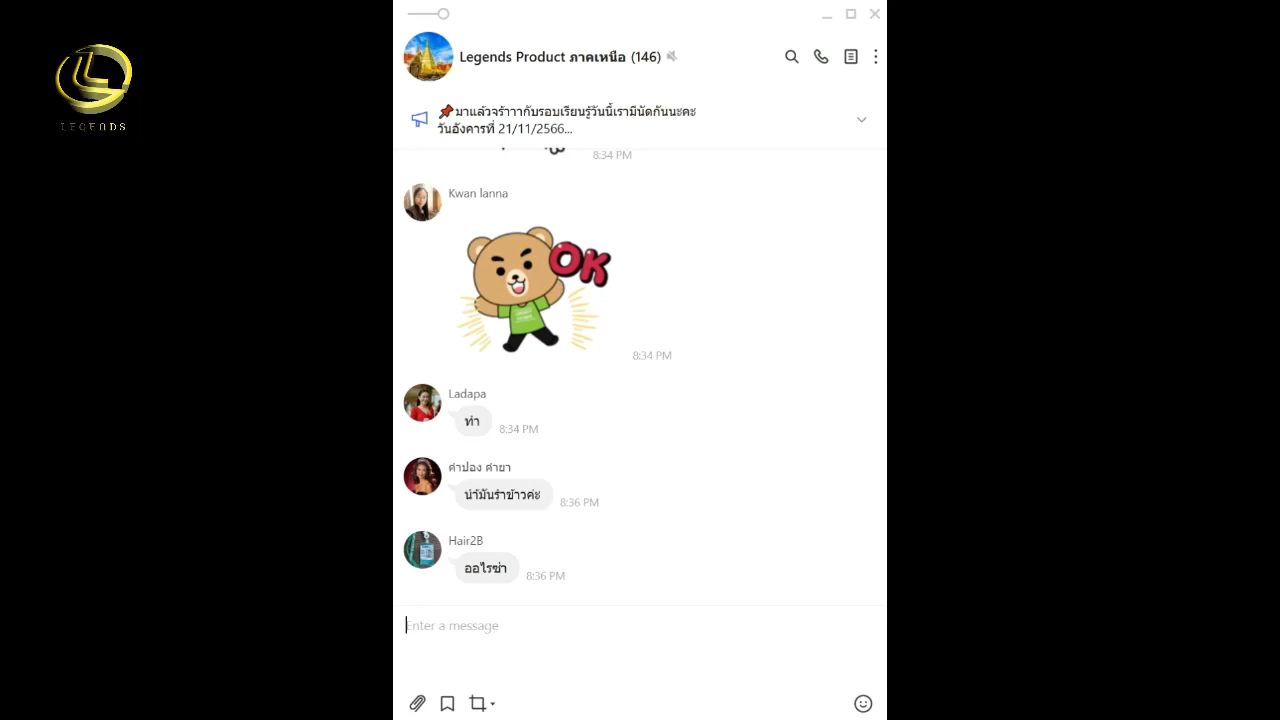 LEGENDS
Legends Product ภาคเหนือ (146)
มาแล้วจร้าาากับรอบเรียนรู้วันนี้เรามีนัดกันนะคะ
วันอังคารที่ 21/11/2566...
8:34 PM
Kwan lanna
OK
8:34 PM
Ladapa
ทำ
8:34 PM
คำปอง คำยา
นำ้มันรำข้าวค่ะ
8:36 PM
Hair2B
ออไรซ่า
8:36 PM
Enter a message